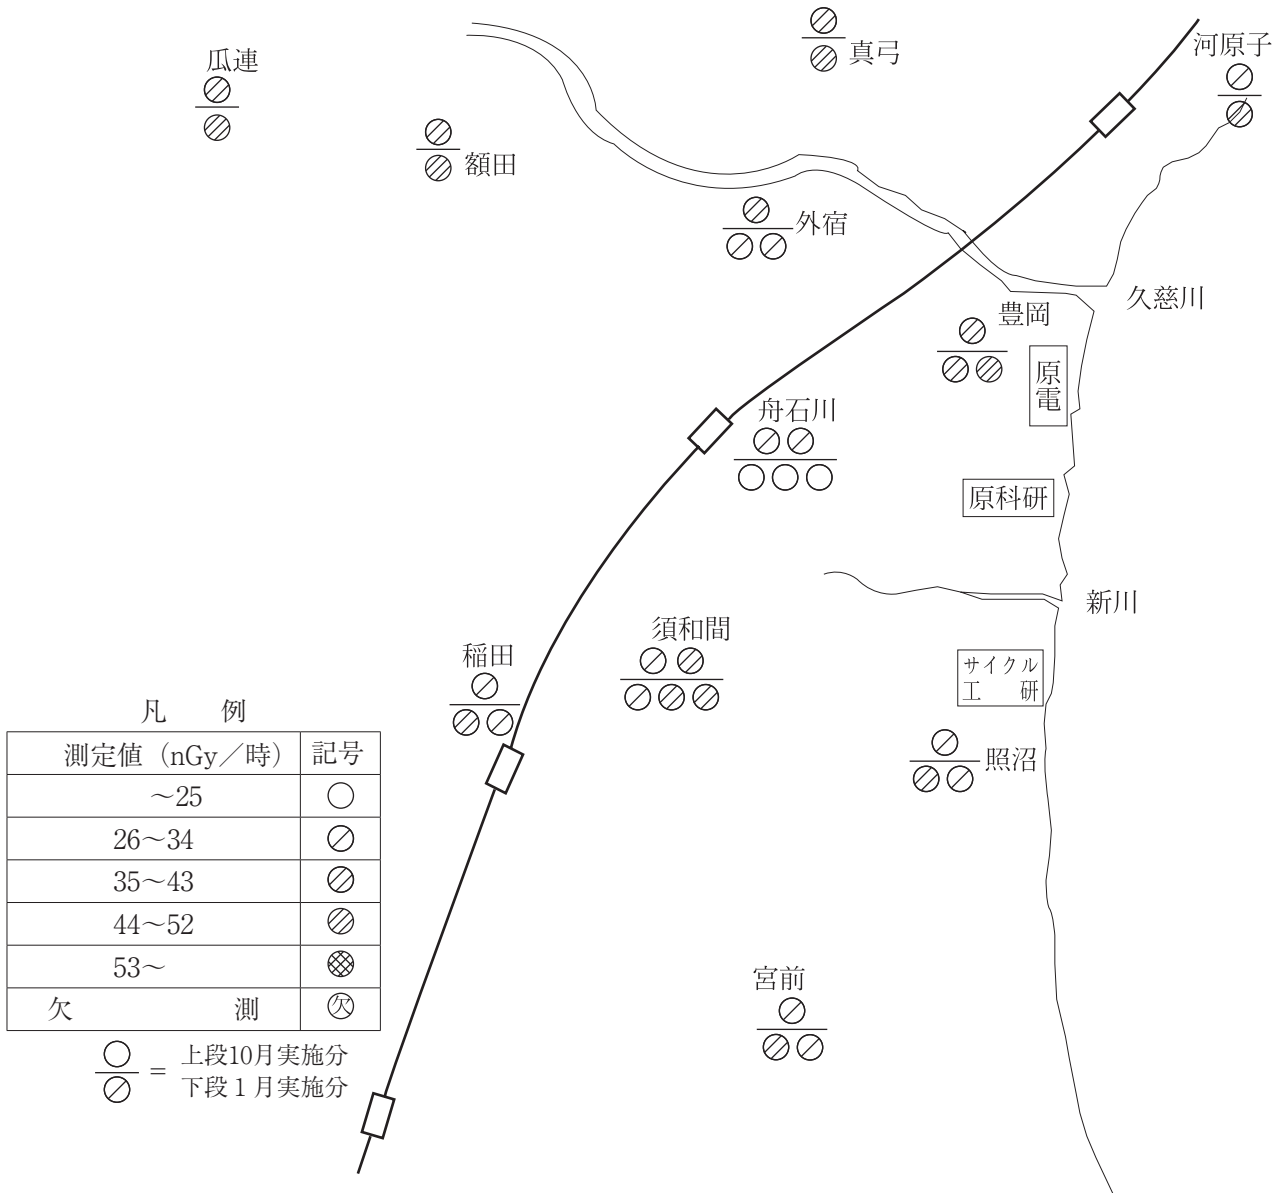 真弓
河原子
瓜連
額田
外宿
久慈川
豊岡
原電
舟石川
原科研
新川
須和間
稲田
サイクル
工　研
照沼
宮前
凡　例
測定値（nGy／時）　記号
～25
26～34
35～43
44～52
53～
欠　測　欠
＝
上段10月実施分
下段１月実施分